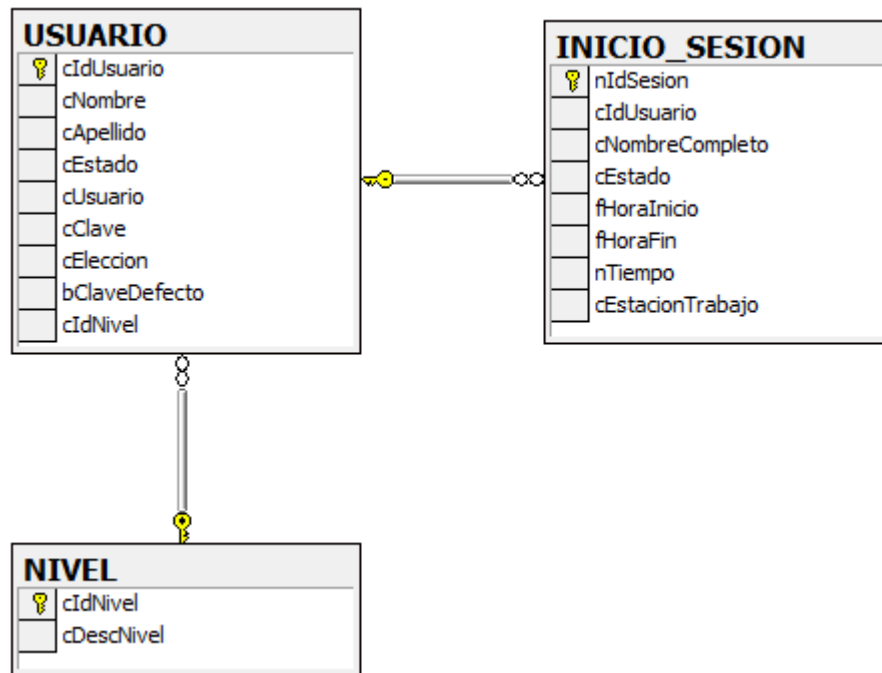 USUARIO
cIdUsuario
cNombre
cApellido
cEstado
cUsuario
cClave
cEleccion
bClaveDefecto
cIdNivel
INICIO_SESION
nIdSesion
cIdUsuario
cNombreCompleto
cEstado
fHoraInicio
fHoraFin
nTiempo
cEstacionTrabajo
NIVEL
cIdNivel
cDescNivel